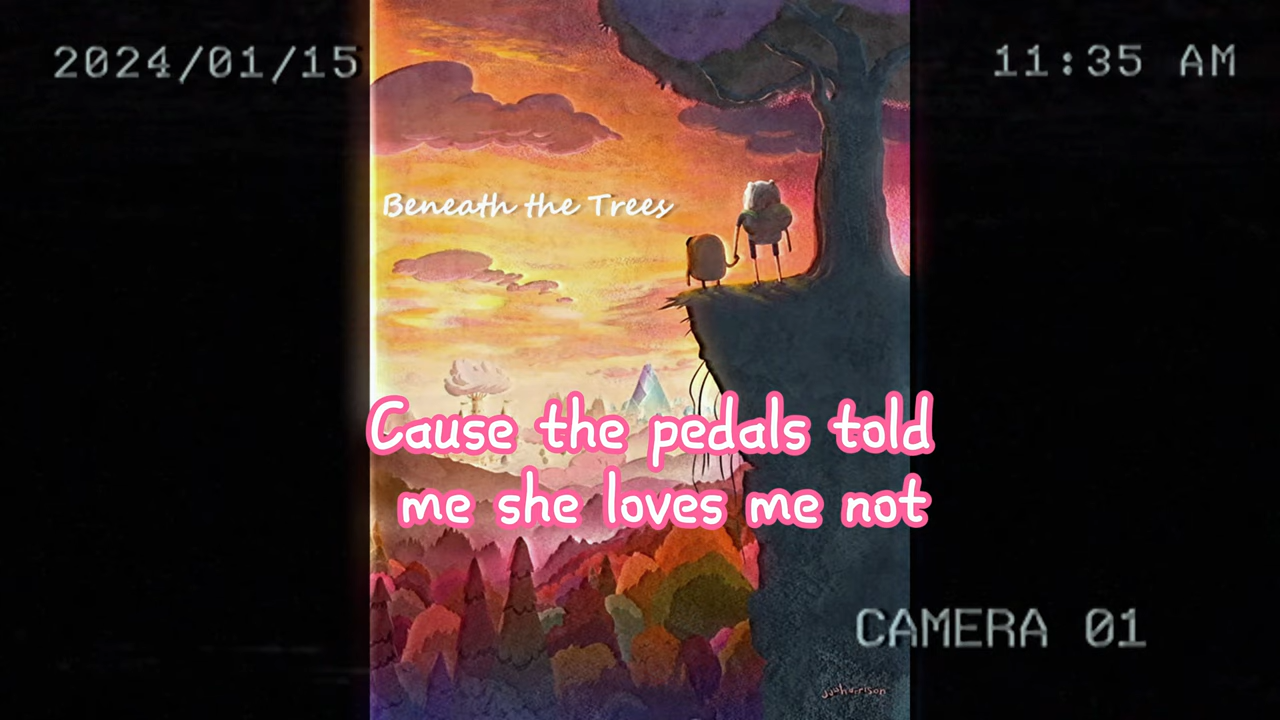 2024/01/15
11:35 AM
Beneath the Trees
Cause the pedals told
me she loves me not
CAMERA 01